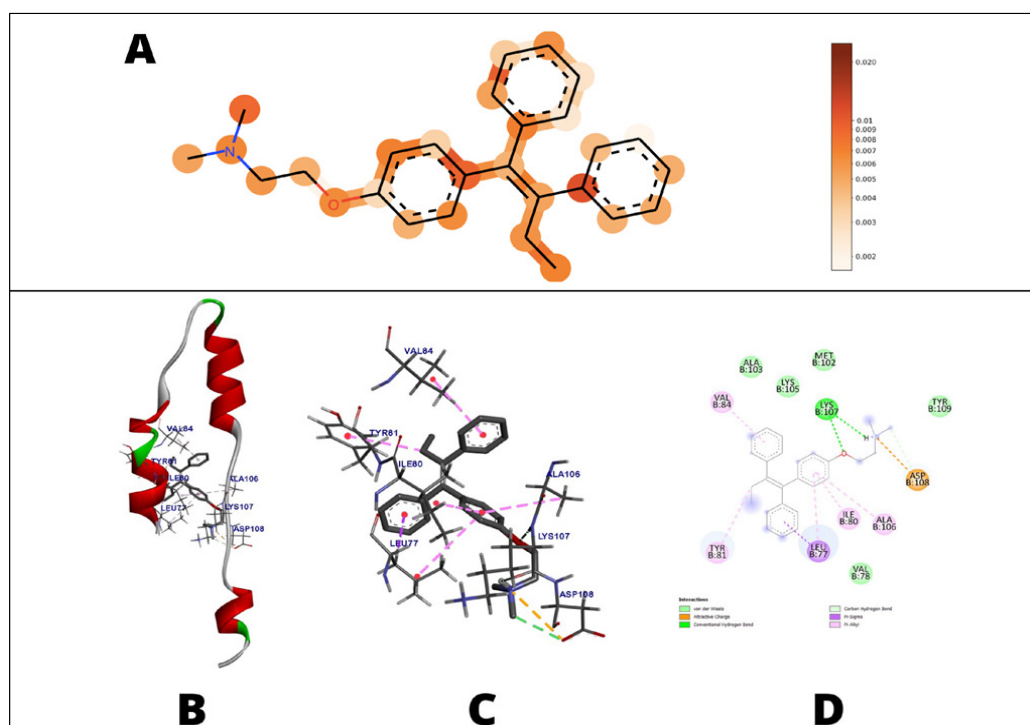 A
N
O
0.020
0.01
0.009
0.008
0.007
0.006
0.005
0.004
0.003
0.002
VAL84
TYR81
ILE80
LEU77
ALA106
LYS107
ASP108
B
VAL84
TYR81
ILE80
LEU77
ALA106
LYS107
ASP108
C
ALA
B:103
MET
B:102
LYS
B:105
VAL
B:84
LYS
B:107
TYR
B:109
H
ASP
B:108
ILE
B:80
ALA
B:106
TYR
B:81
LEU
B:77
VAL
B:78
Interactions
van der Waals
Attractive Charge
Conventional Hydrogen Bond
Carbon Hydrogen Bond
Pi-Sigma
Pi-Alkyl
D